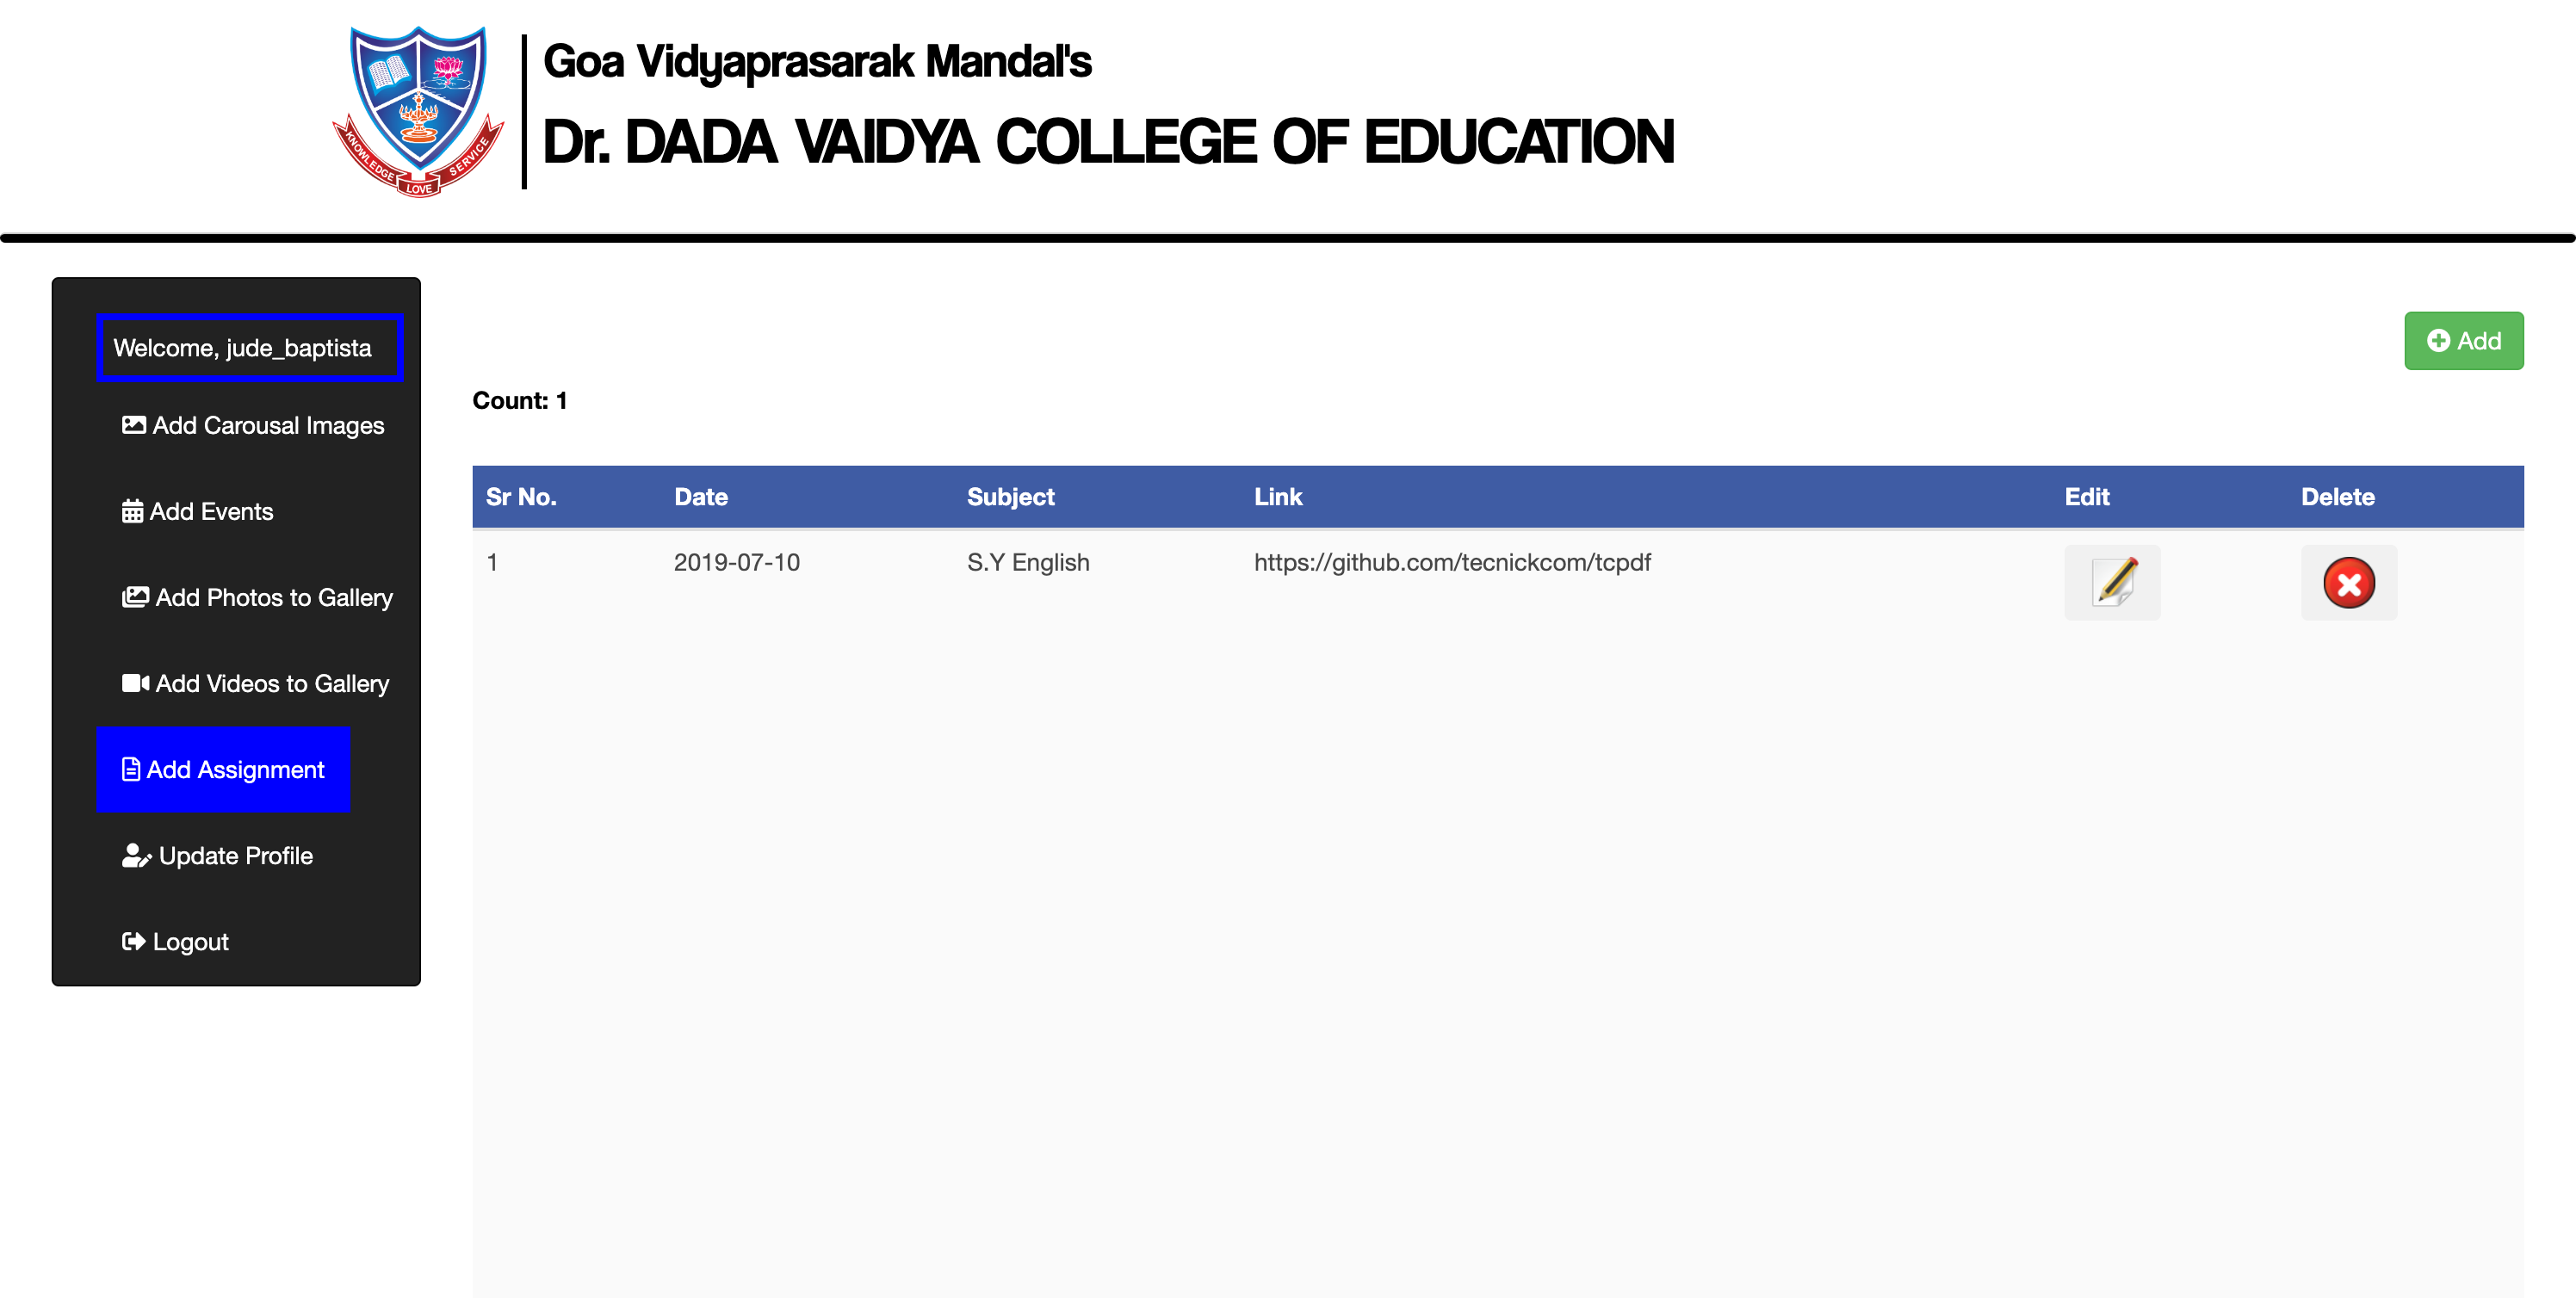 Goa Vidyaprasarak Mandal's
Dr. DADA VAIDYA COLLEGE OF EDUCATION
KNOWLEDGE LOVE SERVICE
Welcome, jude_baptista
Add Carousal Images
Add Events
Add Photos to Gallery
Add Videos to Gallery
Add Assignment
Update Profile
Logout
Add
Count: 1
Sr No. Date Subject Link Edit Delete
1 2019-07-10 S.Y English https://github.com/tecnickcom/tcpdf